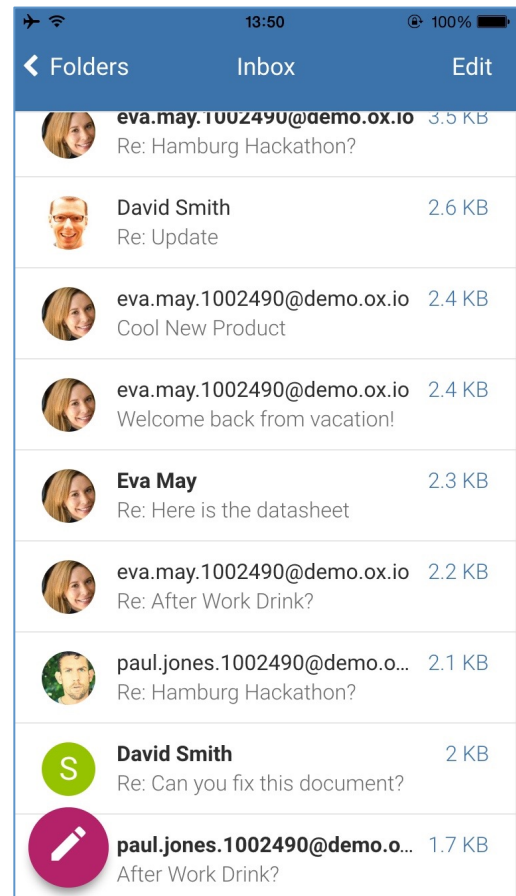 13:50
100%
Folders Inbox Edit
eva.may.1002490@demo.ox.io 3.5 KB
Re: Hamburg Hackathon?
David Smith 2.6 KB
Re: Update
eva.may.1002490@demo.ox.io 2.4 KB
Cool New Product
eva.may.1002490@demo.ox.io 2.4 KB
Welcome back from vacation!
Eva May 2.3 KB
Re: Here is the datasheet
eva.may.1002490@demo.ox.io 2.2 KB
Re: After Work Drink?
paul.jones.1002490@demo.o... 2.1 KB
Re: Hamburg Hackathon?
S
David Smith 2 KB
Re: Can you fix this document?
paul.jones.1002490@demo.o... 1.7 KB
After Work Drink?